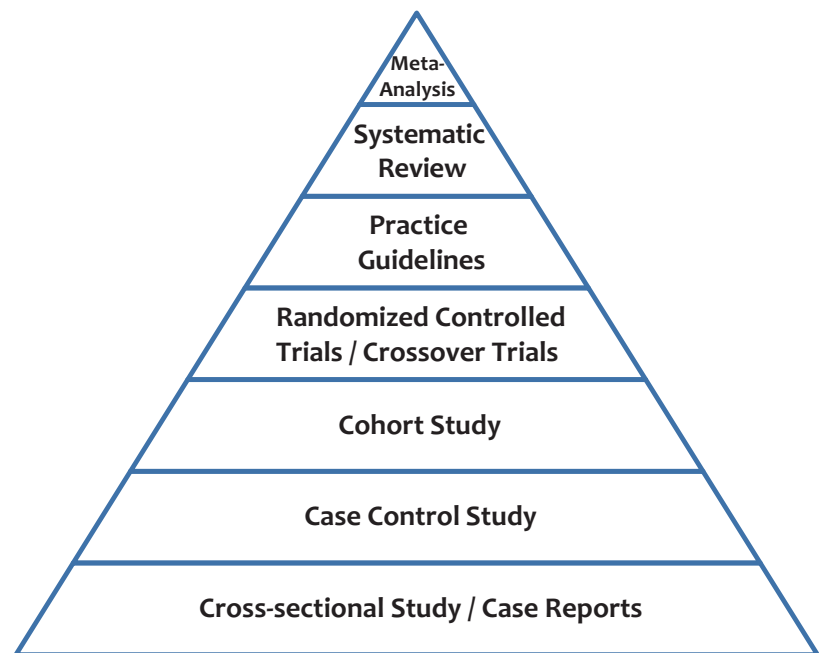 Meta-
Analysis
Systematic
Review
Practice
Guidelines
Randomized Controlled
Trials / Crossover Trials
Cohort Study
Case Control Study
Cross-sectional Study / Case Reports